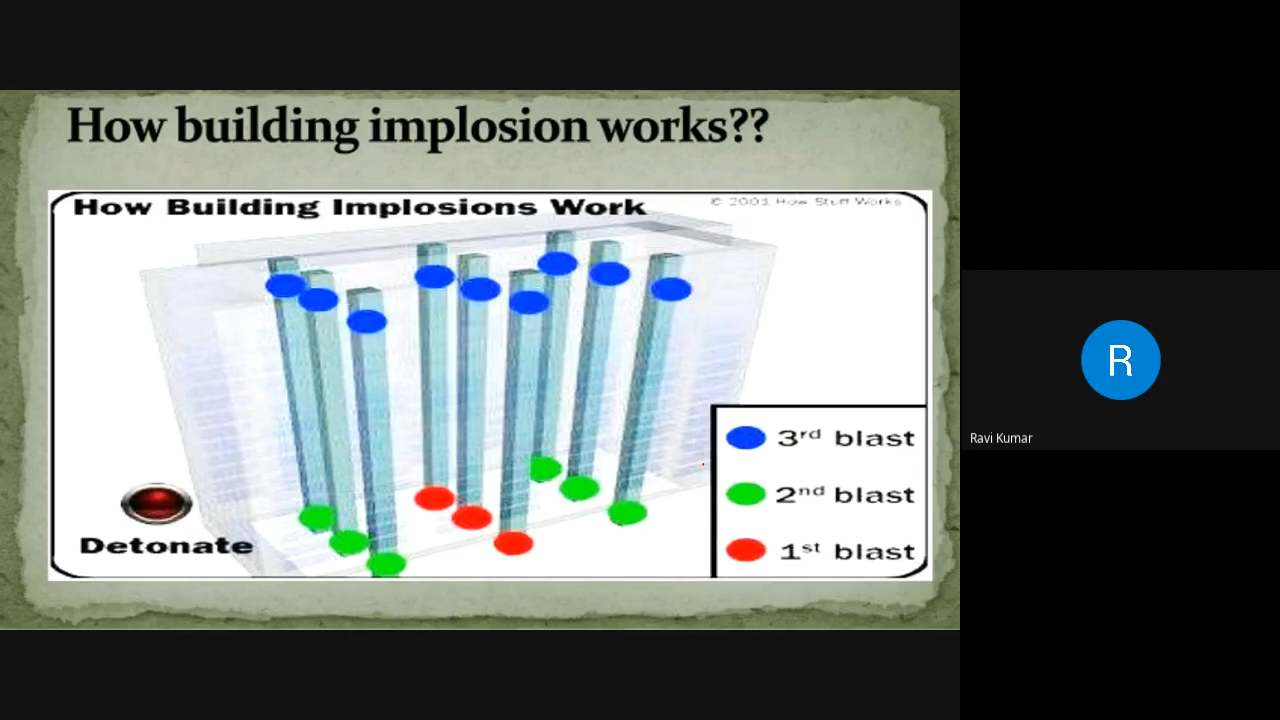 How building implosion works??
How Building Implosions Work
© 2001 How Stuff Works
3rd blast
2nd blast
1st blast
Detonate
R
Ravi Kumar